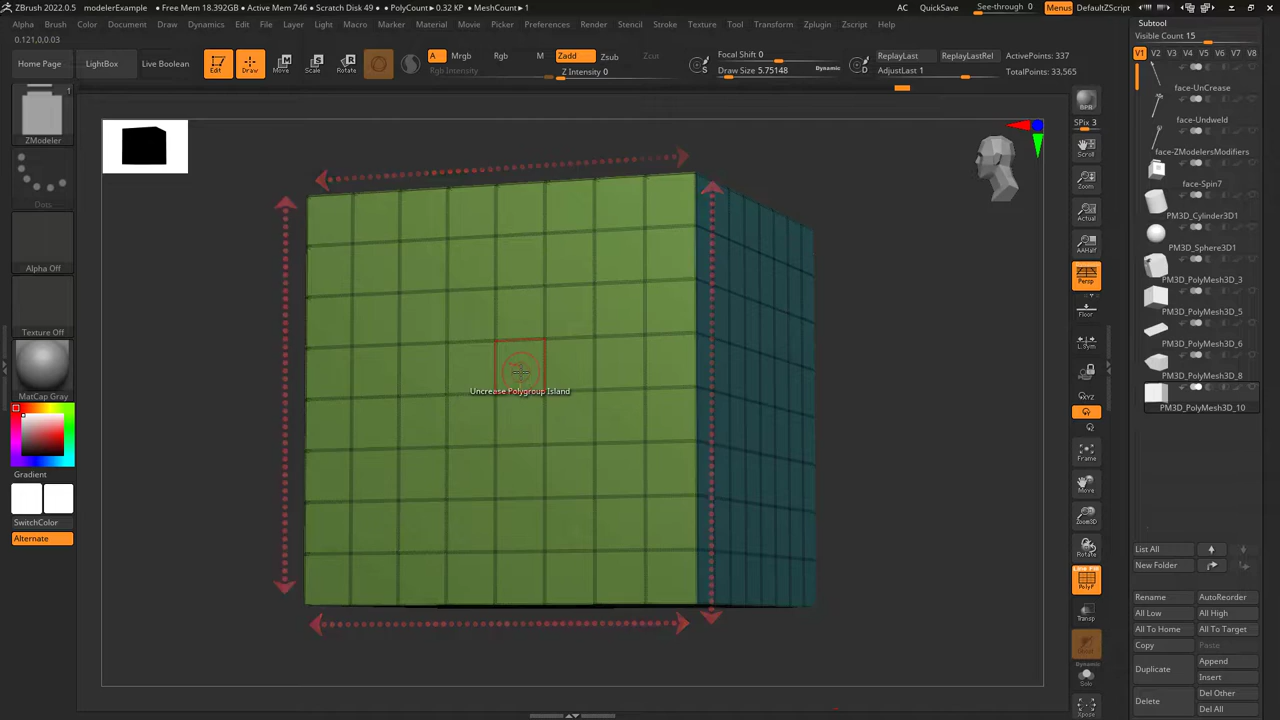 ZBrush 2022.0.5 modelerExample • Free Mem 18.392GB • Active Mem 746 • Scratch Disk 49 • PolyCount▸0.32 KP • MeshCount▸1 AC QuickSave See-through 0 Menus DefaultZScript
Alpha Brush Color Document Draw Dynamics Edit File Layer Light Macro Marker Material Movie Picker Preferences Render Stencil Stroke Texture Tool Transform Zplugin Zscript Help
0.121,0,0.03
Home Page LightBox Live Boolean Edit Draw Move Scale Rotate A Mrgb Rgb M Zadd Zsub Zcut Focal Shift 0 ReplayLast ReplayLastRel ActivePoints: 337
Rgb Intensity Z Intensity 0 S Draw Size 5.75148 Dynamic D AdjustLast 1 TotalPoints: 33,565
Subtool
Visible Count 15
V1 V2 V3 V4 V5 V6 V7 V8
face-UnCrease
face-Undweld
face-ZModelersModifiers
face-Spin7
PM3D_Cylinder3D1
PM3D_Sphere3D1
PM3D_PolyMesh3D_3
PM3D_PolyMesh3D_5
PM3D_PolyMesh3D_6
PM3D_PolyMesh3D_8
PM3D_PolyMesh3D_10
List All
New Folder
Rename AutoReorder
All Low All High
All To Home All To Target
Copy Paste
Duplicate Append
Insert
Delete Del Other
Del All
1
ZModeler
Dots
Alpha Off
Texture Off
MatCap Gray
Gradient
SwitchColor
Alternate
Uncrease Polygroup Island
BPR
SPix 3
Scroll
Zoom
Actual
AAHalf
Persp
Floor
L.Sym
XYZ
Y
Z
Frame
Move
Zoom3D
Rotate
Line Fill
PolyF
Transp
Dynamic
Solo
Xpose